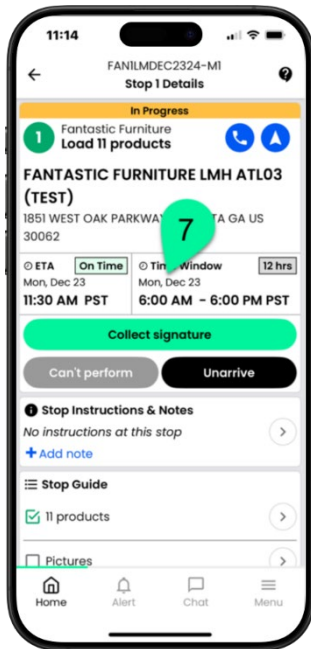 11:14
FAN1LMDEC2324-M1
Stop 1 Details
In Progress
1
Fantastic Furniture
Load 11 products
FANTASTIC FURNITURE LMH ATL03
(TEST)
1851 WEST OAK PARKWAY TA GA US
30062
7
ETA On Time
Mon, Dec 23
11:30 AM PST
Time Window 12 hrs
Mon, Dec 23
6:00 AM - 6:00 PM PST
Collect signature
Can't perform
Unarrive
Stop Instructions & Notes
No instructions at this stop
+ Add note
Stop Guide
11 products
Pictures
Home Alert Chat Menu